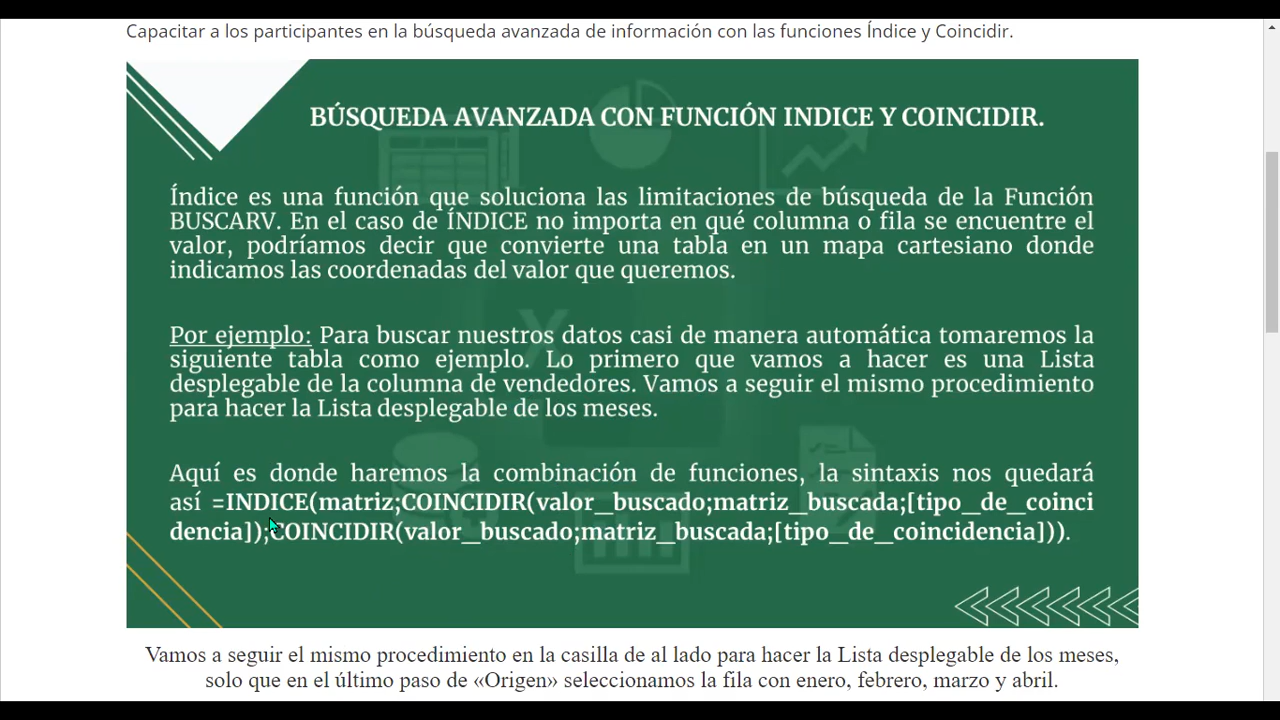 Capacitar a los participantes en la búsqueda avanzada de información con las funciones Índice y Coincidir.
BÚSQUEDA AVANZADA CON FUNCIÓN INDICE Y COINCIDIR.
Índice es una función que soluciona las limitaciones de búsqueda de la Función
BUSCARV. En el caso de ÍNDICE no importa en qué columna o fila se encuentre el
valor, podríamos decir que convierte una tabla en un mapa cartesiano donde
indicamos las coordenadas del valor que queremos.
Por ejemplo: Para buscar nuestros datos casi de manera automática tomaremos la
siguiente tabla como ejemplo. Lo primero que vamos a hacer es una Lista
desplegable de la columna de vendedores. Vamos a seguir el mismo procedimiento
para hacer la Lista desplegable de los meses.
Aquí es donde haremos la combinación de funciones, la sintaxis nos quedará
así =INDICE(matriz;COINCIDIR(valor_buscado;matriz_buscada;[tipo_de_coinci
dencia]);COINCIDIR(valor_buscado;matriz_buscada;[tipo_de_coincidencia])).
Vamos a seguir el mismo procedimiento en la casilla de al lado para hacer la Lista desplegable de los meses,
solo que en el último paso de «Origen» seleccionamos la fila con enero, febrero, marzo y abril.